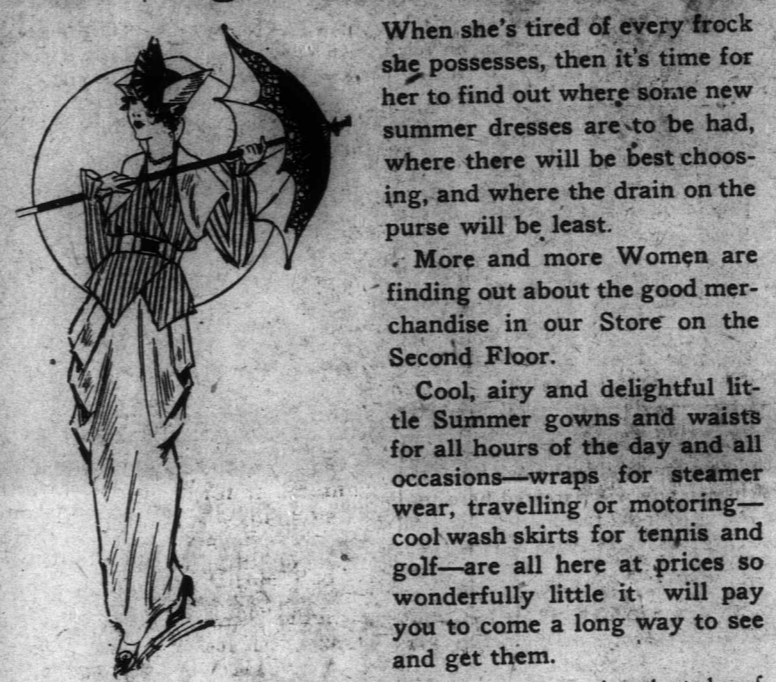 When she's tired of every frock
she possesses, then it's time for
her to find out where some new
summer dresses are to be had,
where there will be best choos-
ing, and where the drain on the
purse will be least.
More and more Women are
finding out about the good mer-
chandise in our Store on the
Second Floor.
Cool, airy and delightful lit-
tle Summer gowns and waists
for all hours of the day and all
occasions—wraps for steamer
wear, travelling or motoring—
cool wash skirts for tennis and
golf—are all here at prices so
wonderfully little it will pay
you to come a long way to see
and get them.